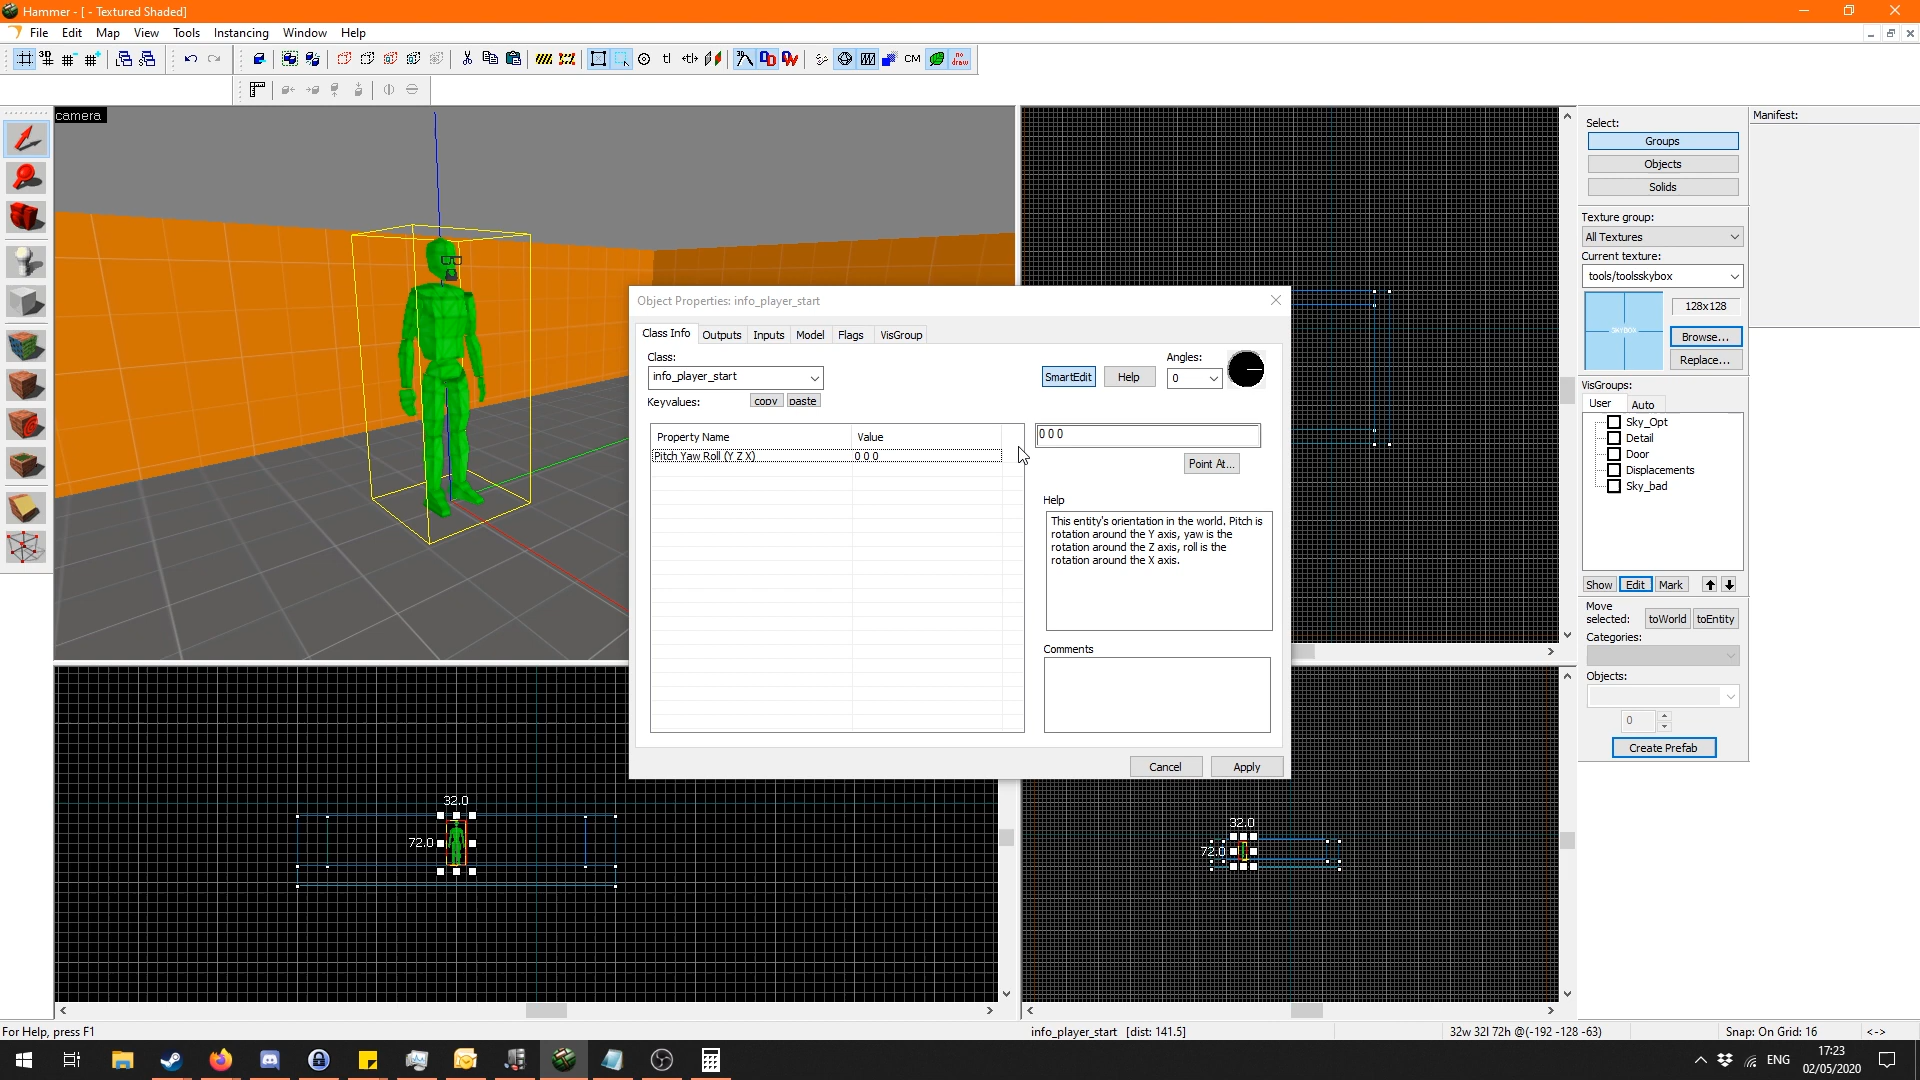 Hammer - [ - Textured Shaded]
File Edit Map View Tools Instancing Window Help
3D
CM
no draw
camera
Select:
Groups
Objects
Solids
Manifest:
Texture group:
All Textures
Current texture:
tools/toolsskybox
SKYBOX
128x128
Browse...
Replace...
VisGroups:
User Auto
Sky_Opt
Detail
Door
Displacements
Sky_bad
Show Edit Mark
Move selected: toWorld toEntity
Categories:
Objects:
0
Create Prefab
Object Properties: info_player_start
Class Info Outputs Inputs Model Flags VisGroup
Class:
info_player_start
SmartEdit Help
Angles:
0
Keyvalues: copy paste
Property Name Value
Pitch Yaw Roll (Y Z X) 0 0 0
0 0 0
Point At...
Help
This entity's orientation in the world. Pitch is
rotation around the Y axis, yaw is the
rotation around the Z axis, roll is the
rotation around the X axis.
Comments
Cancel Apply
32.0
72.0
32.0
72.0
For Help, press F1
info_player_start [dist: 141.5]
32w 32l 72h @(-192 -128 -63)
Snap: On Grid: 16
<->
ENG
17:23
02/05/2020